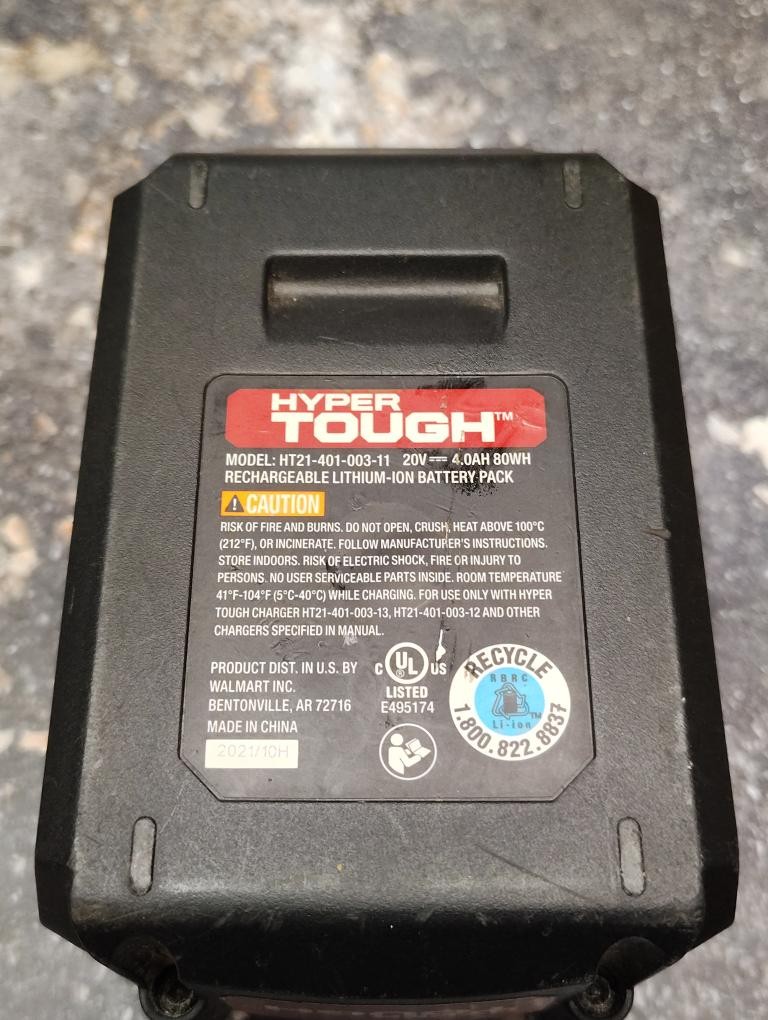 HYPER
TOUGH™
MODEL: HT21-401-003-11 20V⎓ 4.0AH 80WH
RECHARGEABLE LITHIUM-ION BATTERY PACK
⚠CAUTION
RISK OF FIRE AND BURNS. DO NOT OPEN, CRUSH, HEAT ABOVE 100°C
(212°F), OR INCINERATE. FOLLOW MANUFACTURER'S INSTRUCTIONS.
STORE INDOORS. RISK OF ELECTRIC SHOCK, FIRE OR INJURY TO
PERSONS. NO USER SERVICEABLE PARTS INSIDE. ROOM TEMPERATURE
41°F-104°F (5°C-40°C) WHILE CHARGING. FOR USE ONLY WITH HYPER
TOUGH CHARGER HT21-401-003-13, HT21-401-003-12 AND OTHER
CHARGERS SPECIFIED IN MANUAL.
PRODUCT DIST. IN U.S. BY
WALMART INC.
BENTONVILLE, AR 72716
MADE IN CHINA
2021/10H
C UL® US
LISTED
E495174
RECYCLE
RBRC
Li-ion™
1.800.822.8837